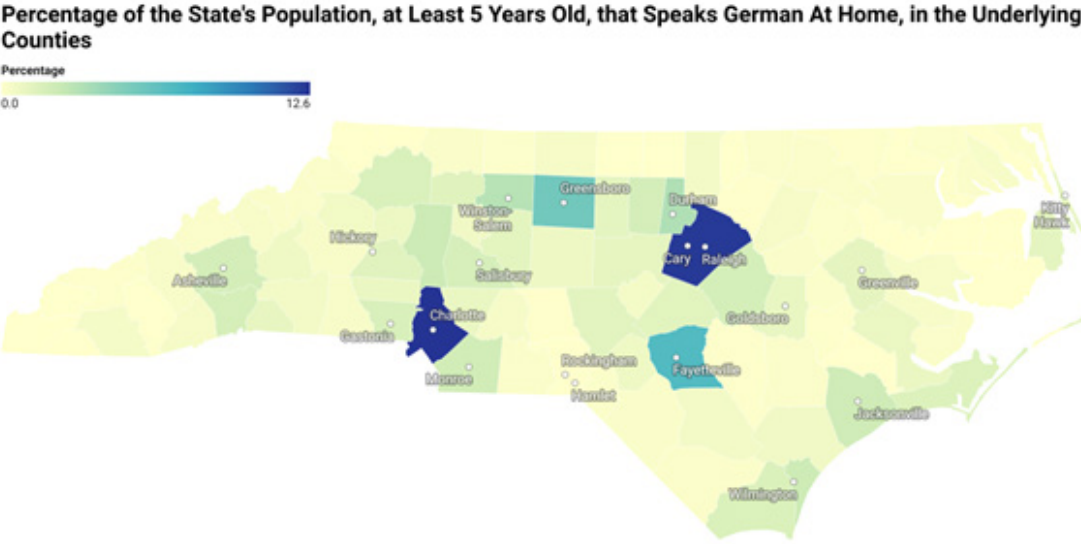 Percentage of the State's Population, at Least 5 Years Old, that Speaks German At Home, in the Underlying
Counties
Percentage
0.0 12.6
Greensboro
Durham
Winston-
Salem
Kitty
Hawk
Hickory
Cary Raleigh
Asheville
Salisbury
Greenville
Charlotte
Goldsboro
Gastonia
Rockingham
Fayetteville
Monroe
Hamlet
Jacksonville
Wilmington